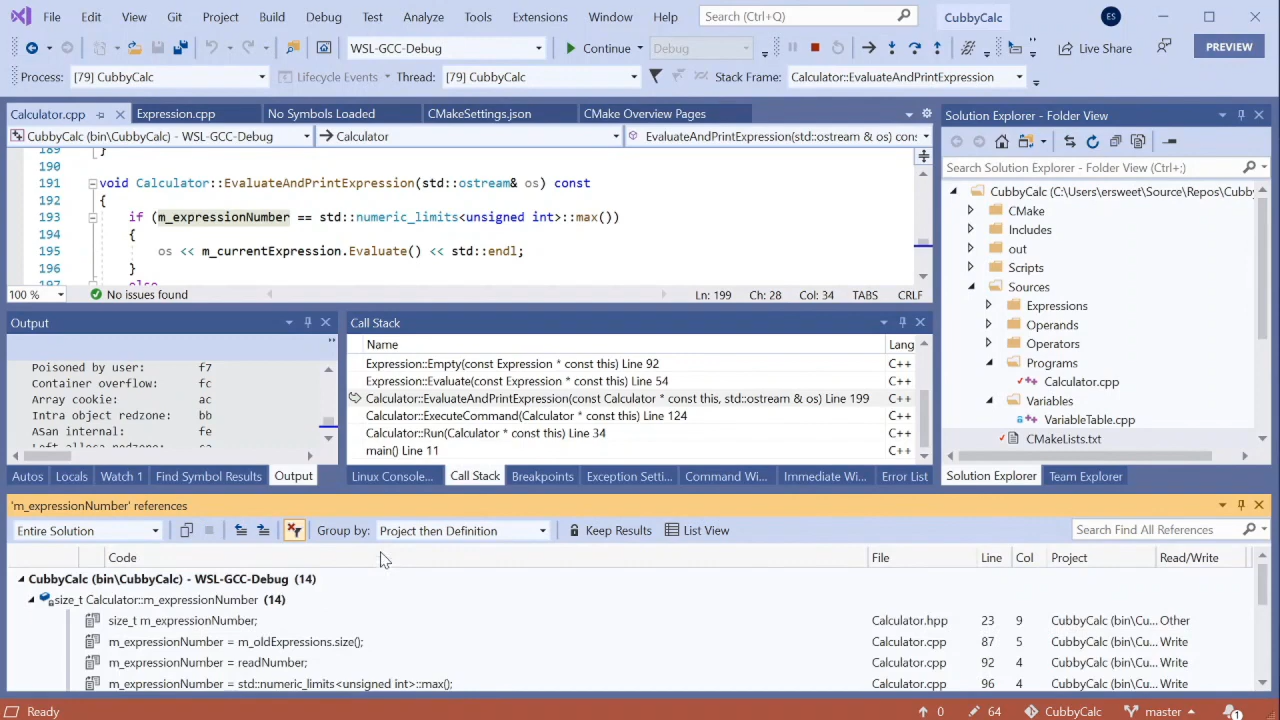 File Edit View Git Project Build Debug Test Analyze Tools Extensions Window Help Search (Ctrl+Q) CubbyCalc ES
WSL-GCC-Debug Continue Debug Live Share PREVIEW
Process: [79] CubbyCalc Lifecycle Events Thread: [79] CubbyCalc Stack Frame: Calculator::EvaluateAndPrintExpression
Calculator.cpp Expression.cpp No Symbols Loaded CMakeSettings.json CMake Overview Pages
CubbyCalc (bin\CubbyCalc) - WSL-GCC-Debug Calculator EvaluateAndPrintExpression(std::ostream & os) cons
189 }
190
191 void Calculator::EvaluateAndPrintExpression(std::ostream& os) const
192 {
193 if (m_expressionNumber == std::numeric_limits<unsigned int>::max())
194 {
195 os << m_currentExpression.Evaluate() << std::endl;
196 }
197 else
100 % No issues found Ln: 199 Ch: 28 Col: 34 TABS CRLF
Solution Explorer - Folder View
Search Solution Explorer - Folder View (Ctrl+;)
CubbyCalc (C:\Users\ersweet\Source\Repos\Cubb
CMake
Includes
out
Scripts
Sources
Expressions
Operands
Operators
Programs
Calculator.cpp
Variables
VariableTable.cpp
CMakeLists.txt
Solution Explorer Team Explorer
Output
Poisoned by user: f7
Container overflow: fc
Array cookie: ac
Intra object redzone: bb
ASan internal: fe
Left alloca redzone: ca
Autos Locals Watch 1 Find Symbol Results Output
Call Stack
Name Lang
Expression::Empty(const Expression * const this) Line 92 C++
Expression::Evaluate(const Expression * const this) Line 54 C++
Calculator::EvaluateAndPrintExpression(const Calculator * const this, std::ostream & os) Line 199 C++
Calculator::ExecuteCommand(Calculator * const this) Line 124 C++
Calculator::Run(Calculator * const this) Line 34 C++
main() Line 11 C++
Linux Console... Call Stack Breakpoints Exception Setti... Command Wi... Immediate Wi... Error List
'm_expressionNumber' references
Entire Solution Group by: Project then Definition Keep Results List View Search Find All References
Code File Line Col Project Read/Write
CubbyCalc (bin\CubbyCalc) - WSL-GCC-Debug (14)
size_t Calculator::m_expressionNumber (14)
size_t m_expressionNumber; Calculator.hpp 23 9 CubbyCalc (bin\Cu... Other
m_expressionNumber = m_oldExpressions.size(); Calculator.cpp 87 5 CubbyCalc (bin\Cu... Write
m_expressionNumber = readNumber; Calculator.cpp 92 4 CubbyCalc (bin\Cu... Write
m_expressionNumber = std::numeric_limits<unsigned int>::max(); Calculator.cpp 96 4 CubbyCalc (bin\Cu... Write
Ready 0 64 CubbyCalc master 1